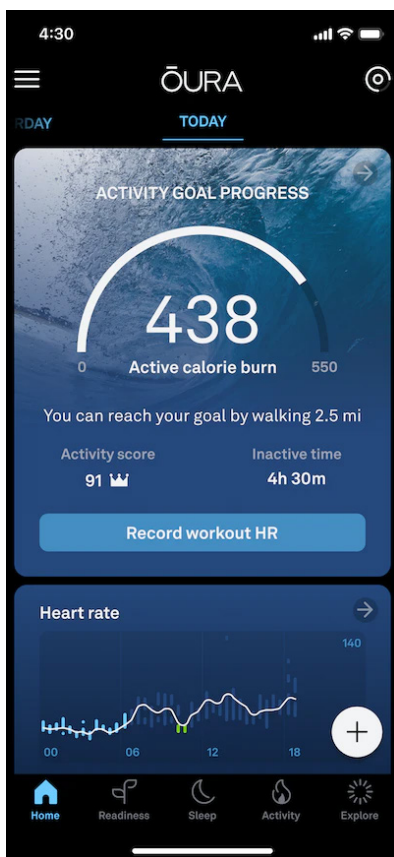 4:30
ŌURA
RDAY
TODAY
ACTIVITY GOAL PROGRESS
438
0
Active calorie burn
550
You can reach your goal by walking 2.5 mi
Activity score
Inactive time
91
4h 30m
Record workout HR
Heart rate
140
00 06 12 18
Home Readiness Sleep Activity Explore